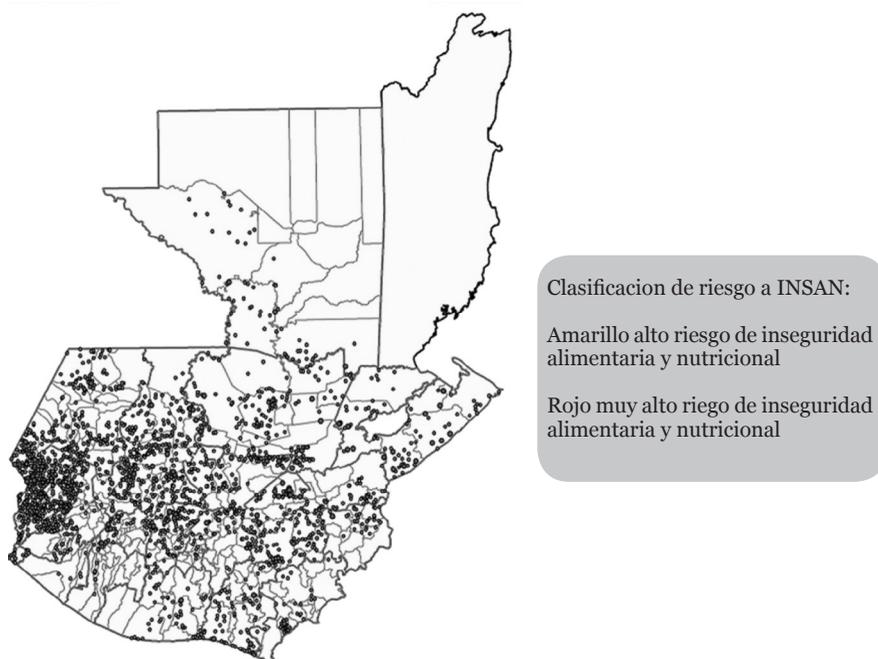 Clasificacion de riesgo a INSAN:
Amarillo alto riesgo de inseguridad
alimentaria y nutricional
Rojo muy alto riego de inseguridad
alimentaria y nutricional